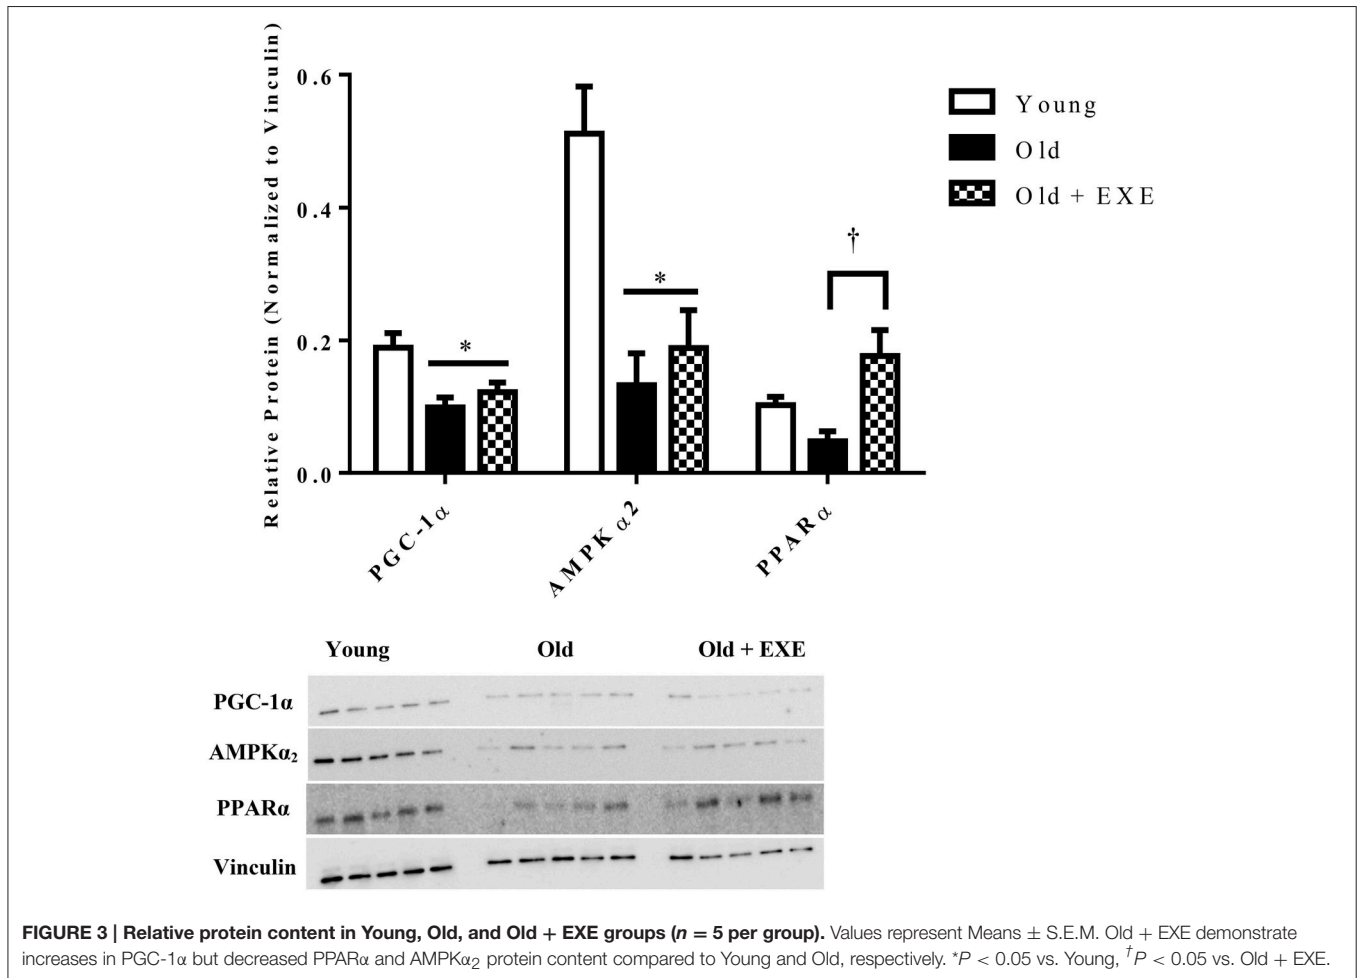 Relative Protein (Normalized to Vinculin)
0.6
0.4
0.2
0.0
*
*
†
Young
Old
Old + EXE
PGC-1α
AMPK α2
PPAR α
Young Old Old + EXE
PGC-1α
AMPKα₂
PPARα
Vinculin
FIGURE 3 | Relative protein content in Young, Old, and Old + EXE groups (n = 5 per group). Values represent Means ± S.E.M. Old + EXE demonstrate
increases in PGC-1α but decreased PPARα and AMPKα₂ protein content compared to Young and Old, respectively. *P < 0.05 vs. Young, †P < 0.05 vs. Old + EXE.